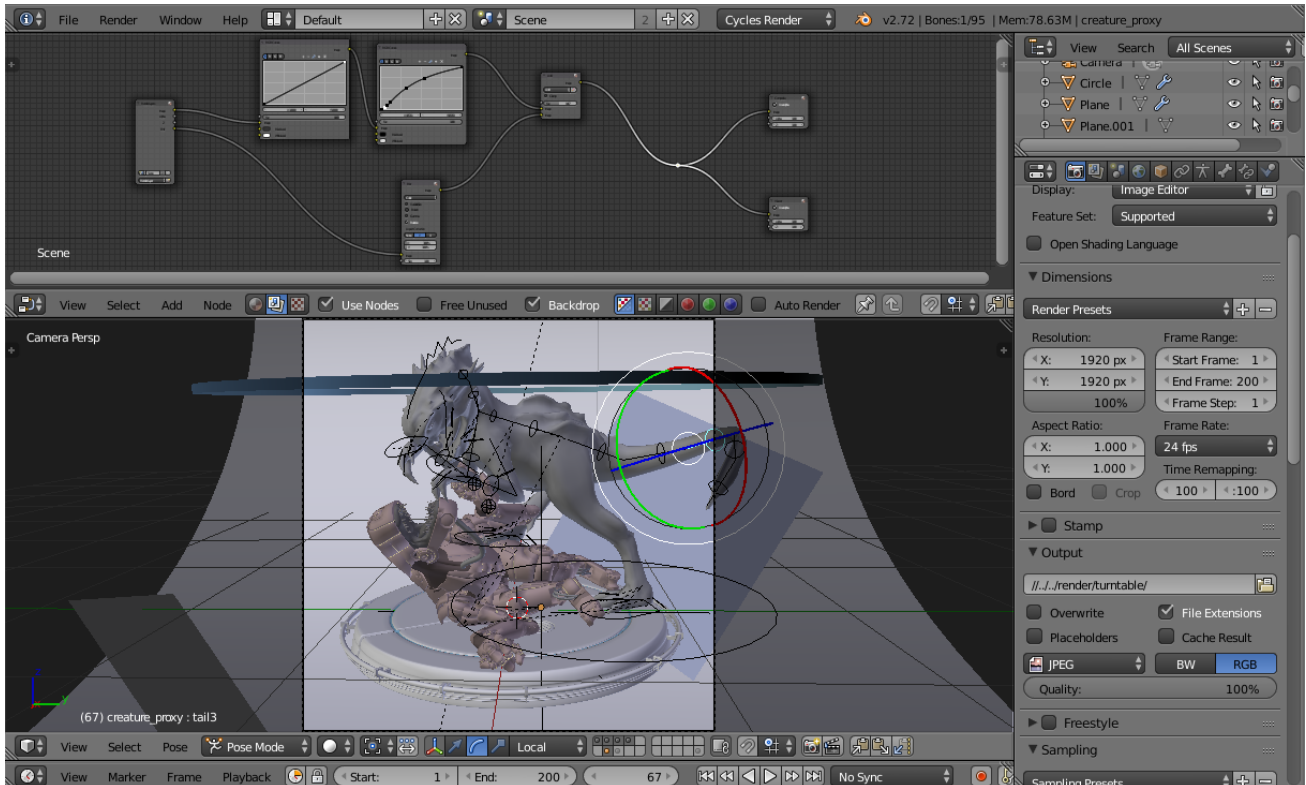 File Render Window Help Default Scene 2 Cycles Render v2.72 | Bones:1/95 | Mem:78.63M | creature_proxy
View Search All Scenes
Camera
Circle
Plane
Plane.001
Scene
View Select Add Node Use Nodes Free Unused Backdrop Auto Render
Camera Persp
(67) creature_proxy : tail3
View Select Pose Pose Mode Local
View Marker Frame Playback Start: 1 End: 200 67 No Sync
Display: Image Editor
Feature Set: Supported
Open Shading Language
Dimensions
Render Presets
Resolution: Frame Range:
X: 1920 px Start Frame: 1
Y: 1920 px End Frame: 200
100% Frame Step: 1
Aspect Ratio: Frame Rate:
X: 1.000 24 fps
Y: 1.000 Time Remapping:
Bord Crop 100 :100
Stamp
Output
//../../render/turntable/
Overwrite File Extensions
Placeholders Cache Result
JPEG BW RGB
Quality: 100%
Freestyle
Sampling
Sampling Presets